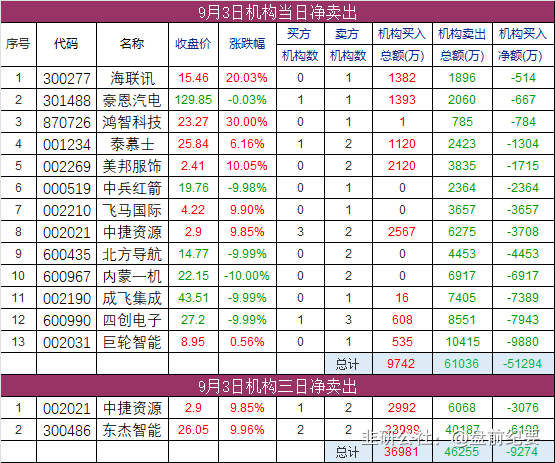 9月3日机构当日净卖出
序号 代码 名称 收盘价 涨跌幅 买方机构数 卖方机构数 机构买入总额(万) 机构卖出总额(万) 机构买入净额(万)
1 300277 海联讯 15.46 20.03% 0 1 1382 1896 -514
2 301488 豪恩汽电 129.85 -0.03% 1 1 1393 2060 -667
3 870726 鸿智科技 23.27 30.00% 0 1 1 785 -784
4 001234 泰慕士 25.84 6.16% 1 2 1120 2423 -1304
5 002269 美邦服饰 2.41 10.05% 0 2 2120 3835 -1715
6 000519 中兵红箭 19.76 -9.98% 0 1 0 2364 -2364
7 002210 飞马国际 4.22 9.90% 0 1 0 3657 -3657
8 002021 中捷资源 2.9 9.85% 3 2 2567 6275 -3708
9 600435 北方导航 14.77 -9.99% 0 2 0 4453 -4453
10 600967 内蒙一机 22.15 -10.00% 0 2 0 6917 -6917
11 002190 成飞集成 43.51 -9.99% 0 1 16 7405 -7389
12 600990 四创电子 27.2 -9.99% 1 3 608 8551 -7943
13 002031 巨轮智能 8.95 0.56% 0 1 535 10415 -9880
总计 9742 61036 -51294
9月3日机构三日净卖出
1 002021 中捷资源 2.9 9.85% 1 2 2992 6068 -3076
2 300486 东杰智能 26.05 9.96% 2 2 33989 40187 -6198
韭研公社：@盘前纪要
总计 36981 46255 -9274